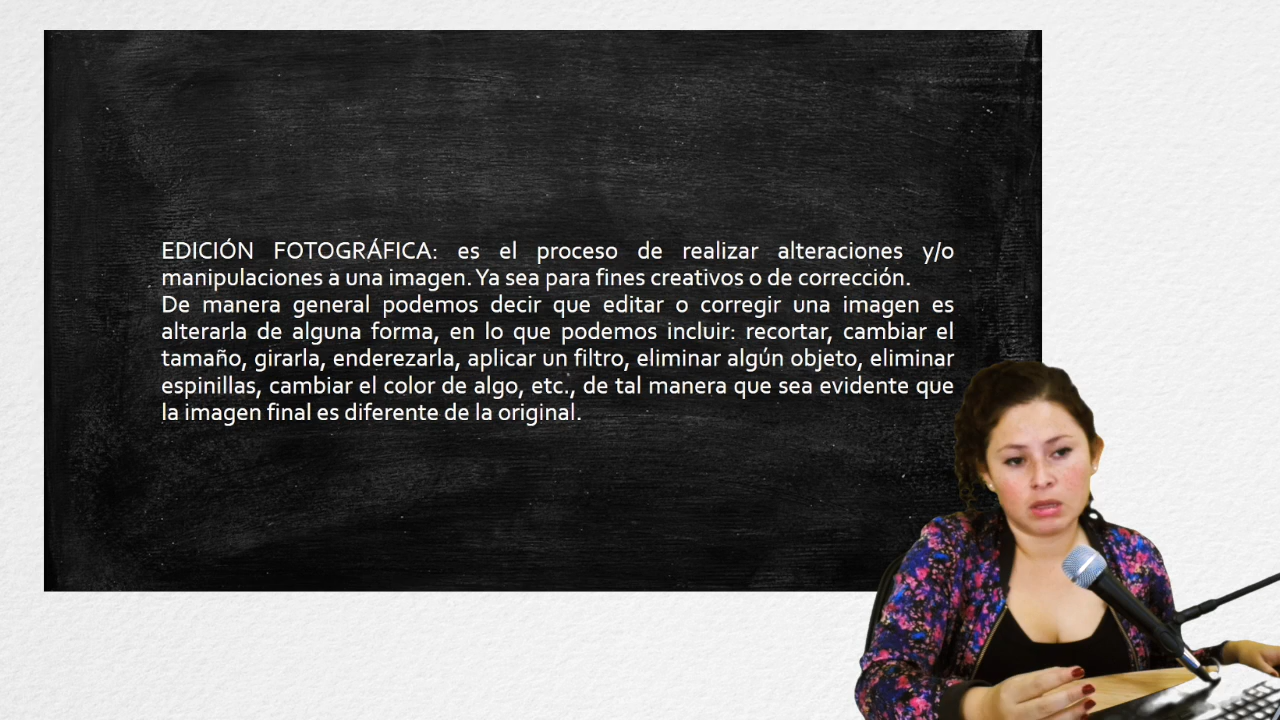 EDICIÓN FOTOGRÁFICA: es el proceso de realizar alteraciones y/o
manipulaciones a una imagen. Ya sea para fines creativos o de corrección.
De manera general podemos decir que editar o corregir una imagen es
alterarla de alguna forma, en lo que podemos incluir: recortar, cambiar el
tamaño, girarla, enderezarla, aplicar un filtro, eliminar algún objeto, eliminar
espinillas, cambiar el color de algo, etc., de tal manera que sea evidente que
la imagen final es diferente de la original.